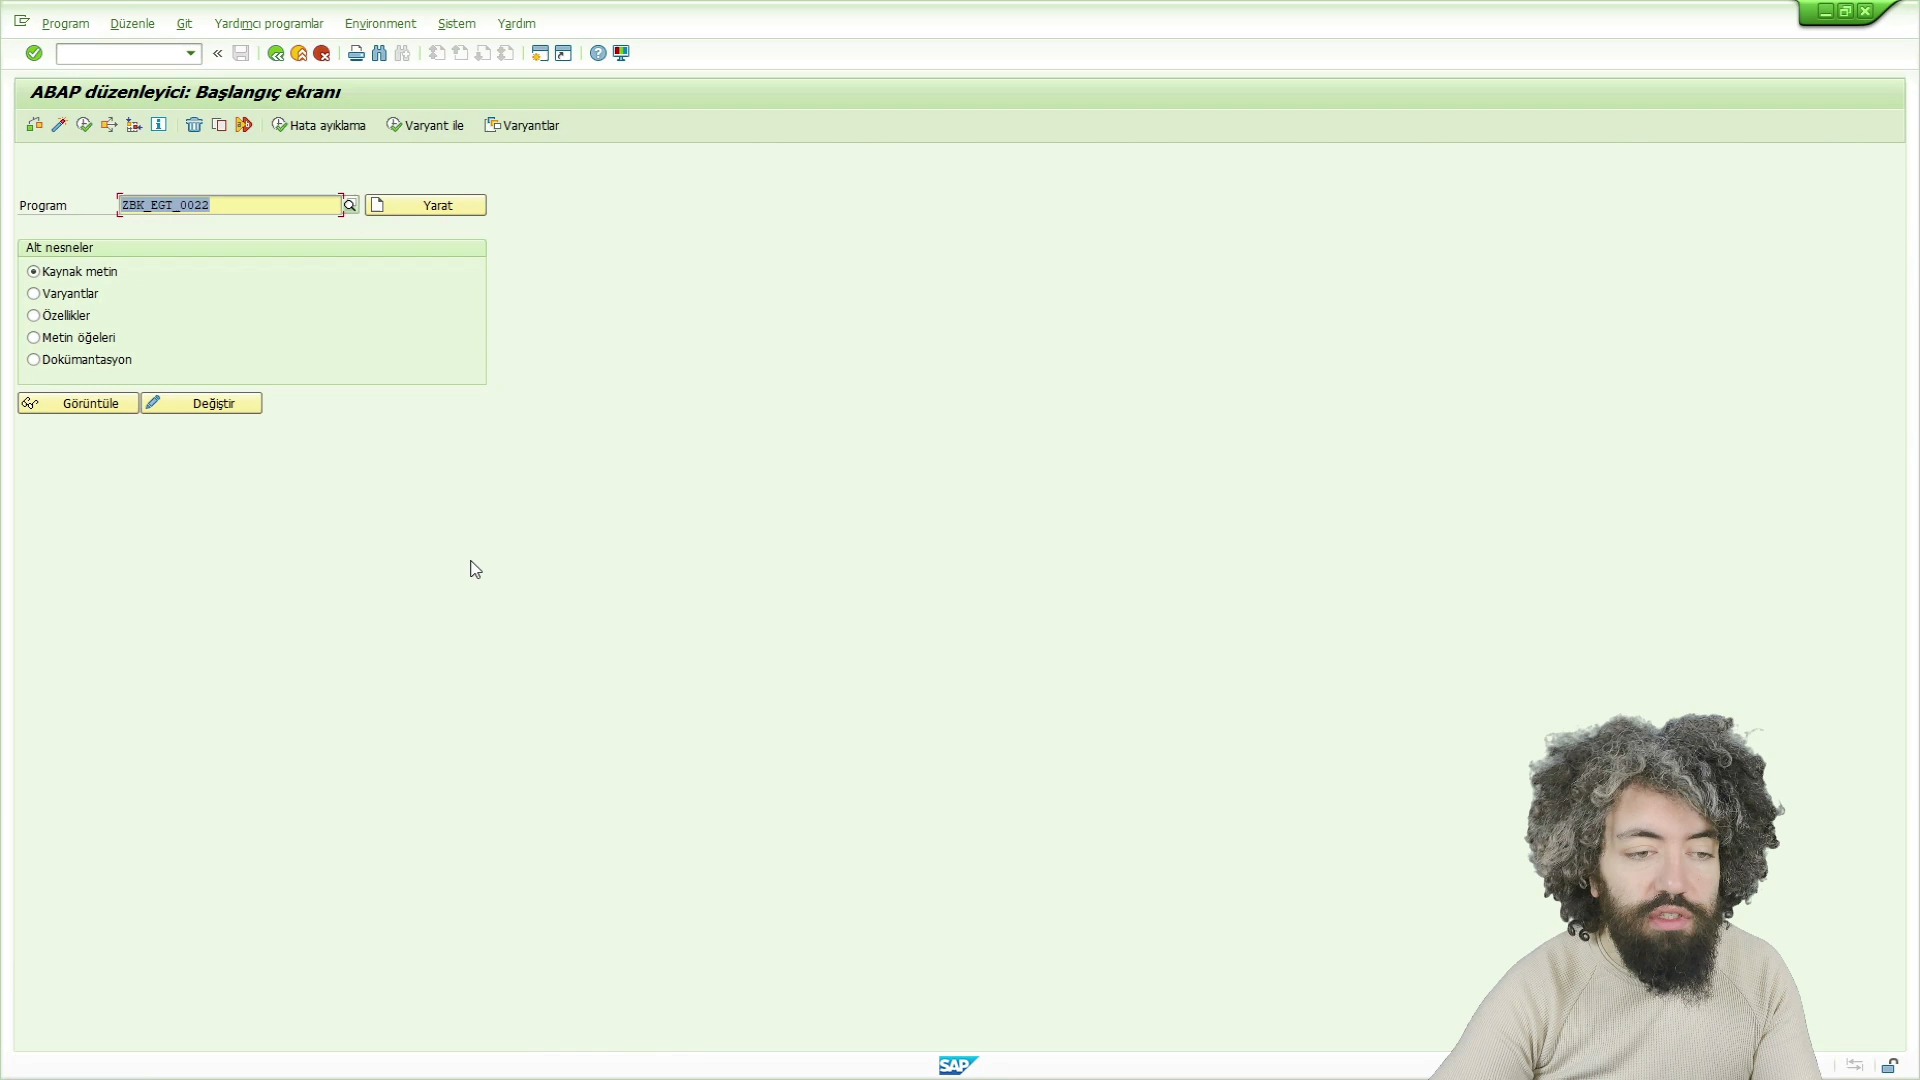 Program Düzenle Git Yardımcı programlar Environment Sistem Yardım
ABAP düzenleyici: Başlangıç ekranı
Hata ayıklama Varyant ile Varyantlar
Program ZBK_EGT_0022 Yarat
Alt nesneler
Kaynak metin
Varyantlar
Özellikler
Metin öğeleri
Dokümantasyon
Görüntüle Değiştir
SAP